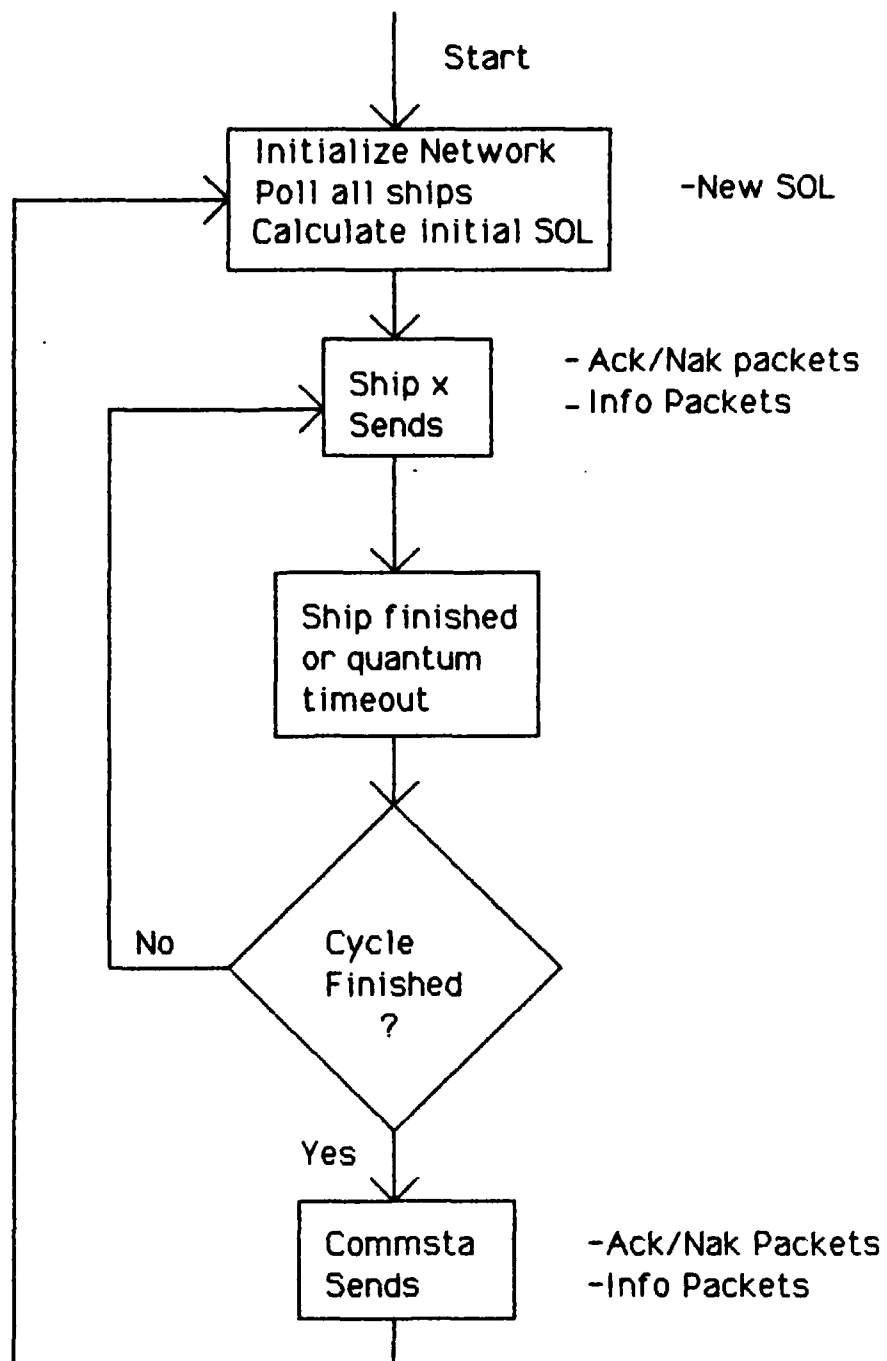 Start
Initialize Network
Poll all ships
Calculate initial SOL
-New SOL
Ship x
Sends
- Ack/Nak packets
- Info Packets
Ship finished
or quantum
timeout
Cycle
Finished
?
No
Yes
Commsta
Sends
-Ack/Nak Packets
-Info Packets